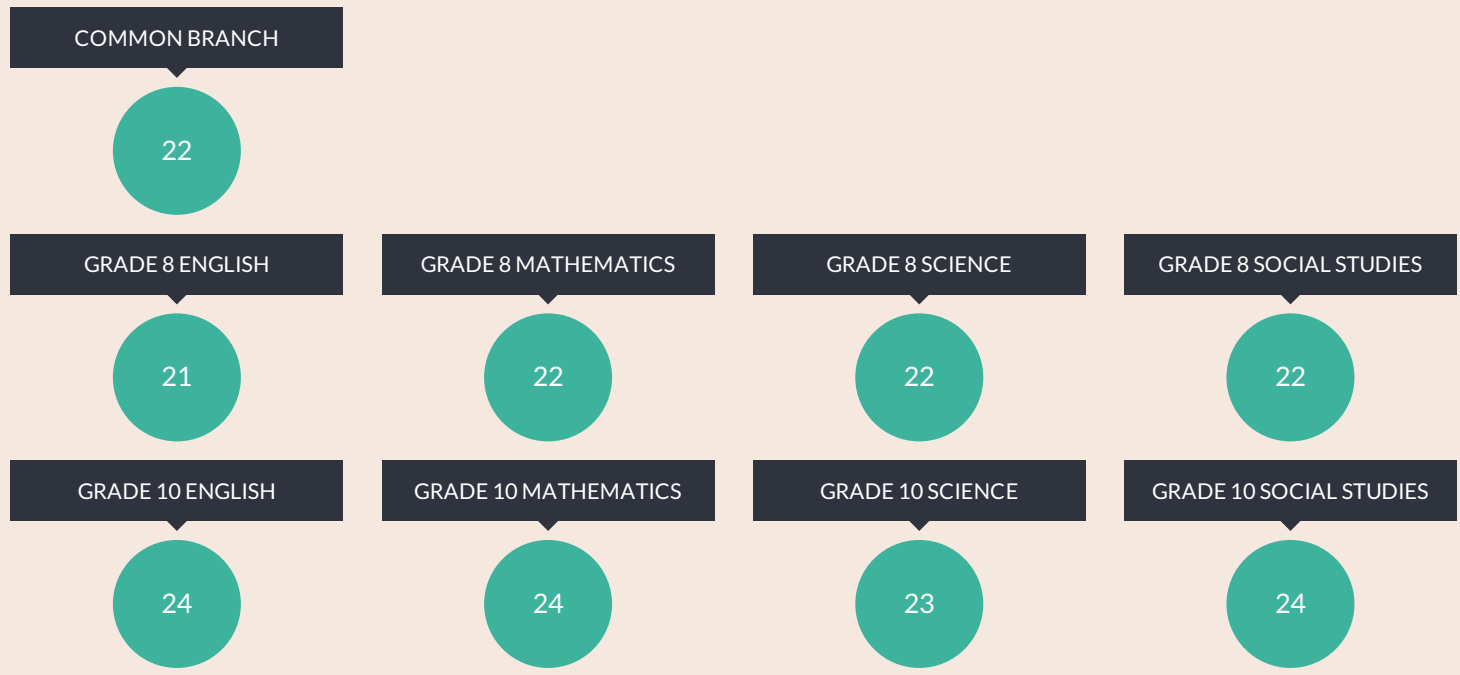 COMMON BRANCH
22
GRADE 8 ENGLISH
GRADE 8 MATHEMATICS
GRADE 8 SCIENCE
GRADE 8 SOCIAL STUDIES
21
22
22
22
GRADE 10 ENGLISH
GRADE 10 MATHEMATICS
GRADE 10 SCIENCE
GRADE 10 SOCIAL STUDIES
24
24
23
24